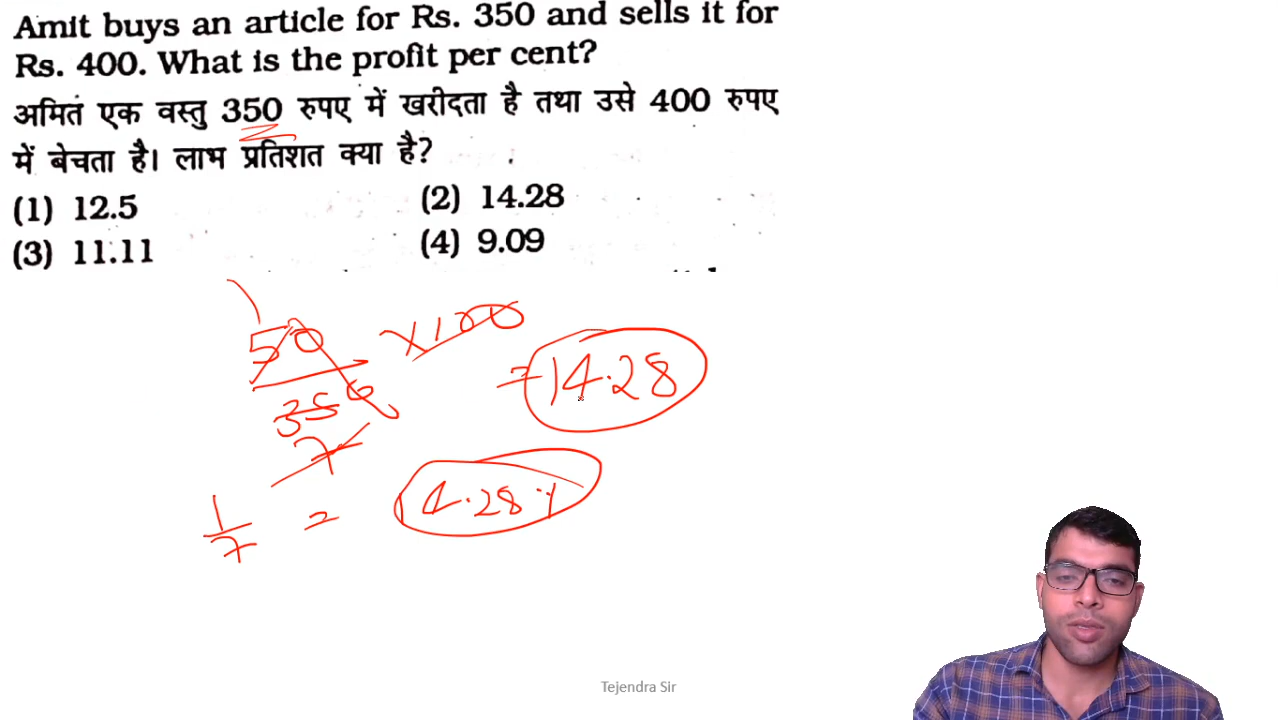 Amit buys an article for Rs. 350 and sells it for
Rs. 400. What is the profit per cent?
अमित एक वस्तु 350 रुपए में खरीदता है तथा उसे 400 रुपए
में बेचता है। लाभ प्रतिशत क्या है?
(1) 12.5 (2) 14.28
(3) 11.11 (4) 9.09
50 ×100
350
= 14.28
7
1/7 = 14.28%
Tejendra Sir